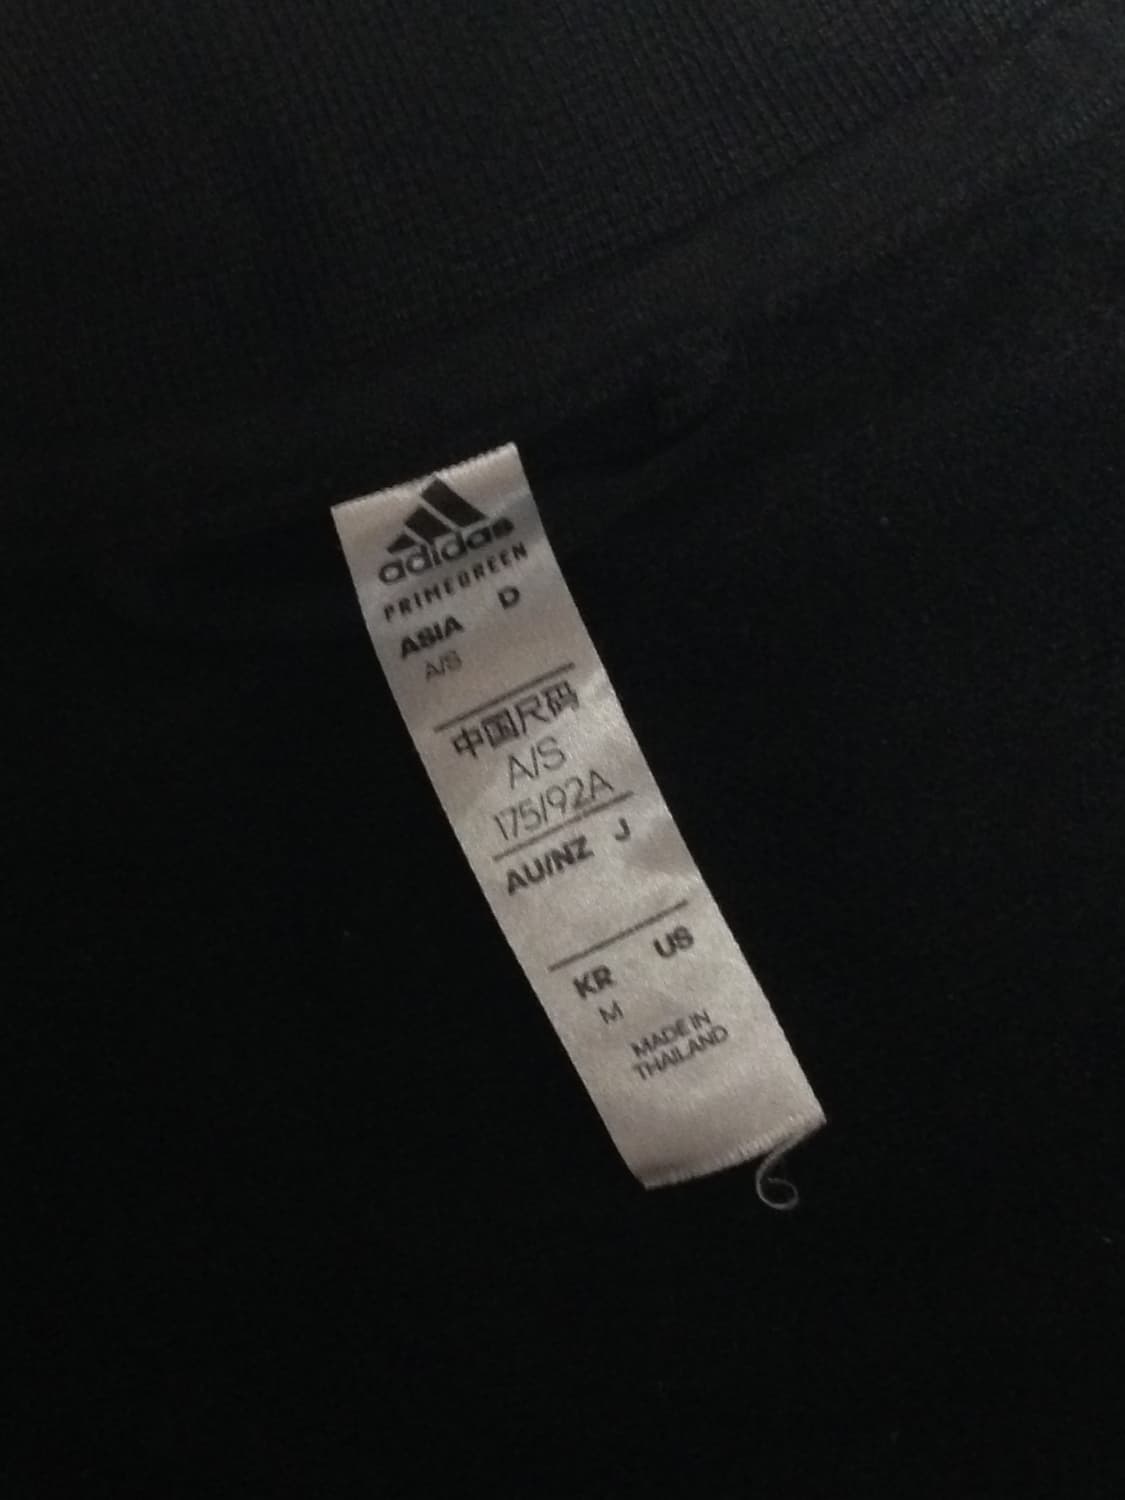 adidas
PRIMEGREEN
ASIA D
A/S
中国尺码
A/S
175/92A
AU/NZ J
KR US
M
MADE IN
THAILAND